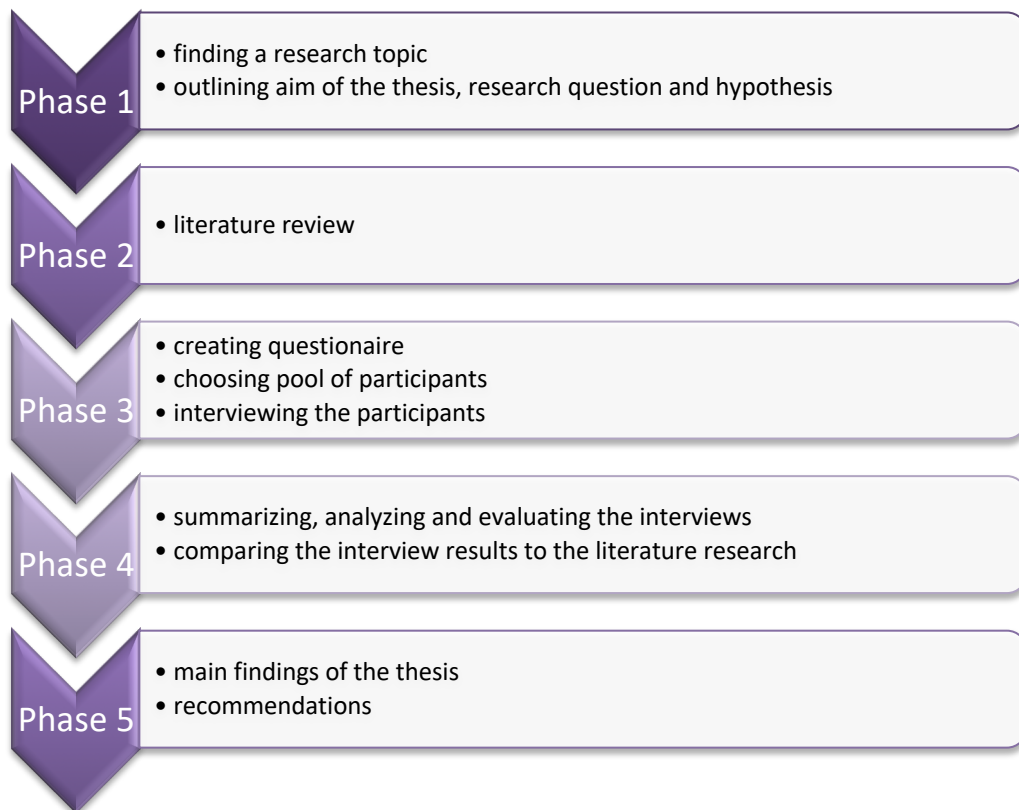 Phase 1
• finding a research topic
• outlining aim of the thesis, research question and hypothesis
Phase 2
• literature review
Phase 3
• creating questionaire
• choosing pool of participants
• interviewing the participants
Phase 4
• summarizing, analyzing and evaluating the interviews
• comparing the interview results to the literature research
Phase 5
• main findings of the thesis
• recommendations